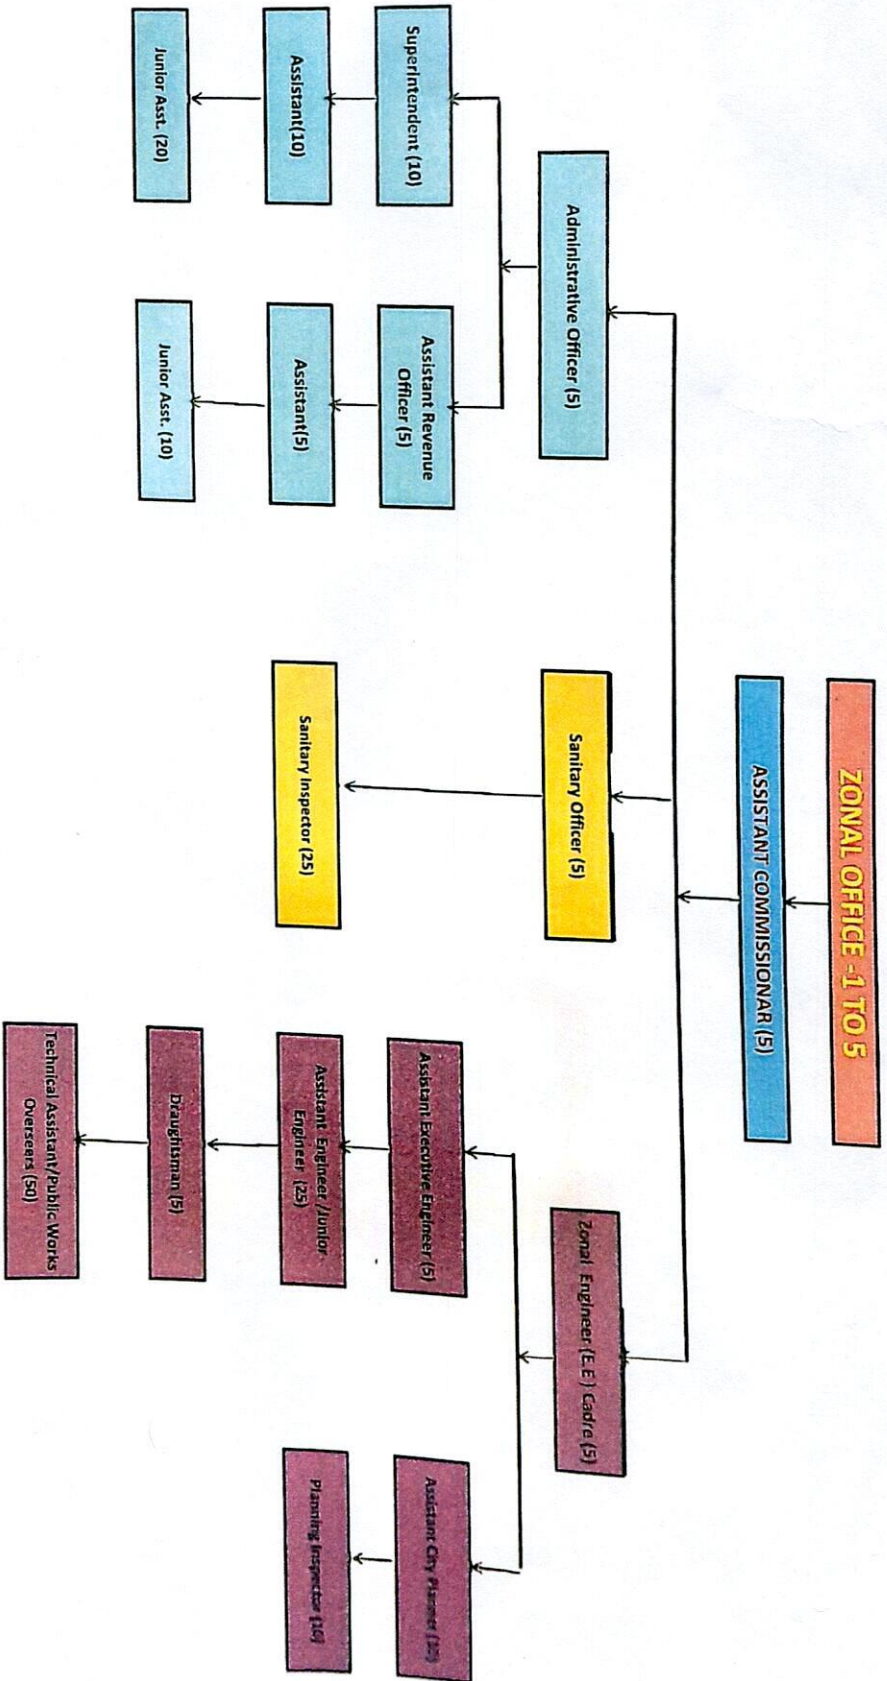 ZONAL OFFICE -1 TO 5
ASSISTANT COMMISSIONAR (5)
Administrative Officer (5)
Sanitary Officer (5)
Zonal Engineer (E.E) Cadre (5)
Superintendent (10)
Assistant Revenue
Officer (5)
Assistant Executive Engineer (5)
Assistant City Planner
Assistant(10)
Assistant(5)
Sanitary Inspector (25)
Assistant Engineer /Junior
Engineer (25)
Planning Inspector (10)
Junior Asst. (20)
Junior Asst. (10)
Draughtsman (5)
Technical Assistant/Public Works
Overseers (50)